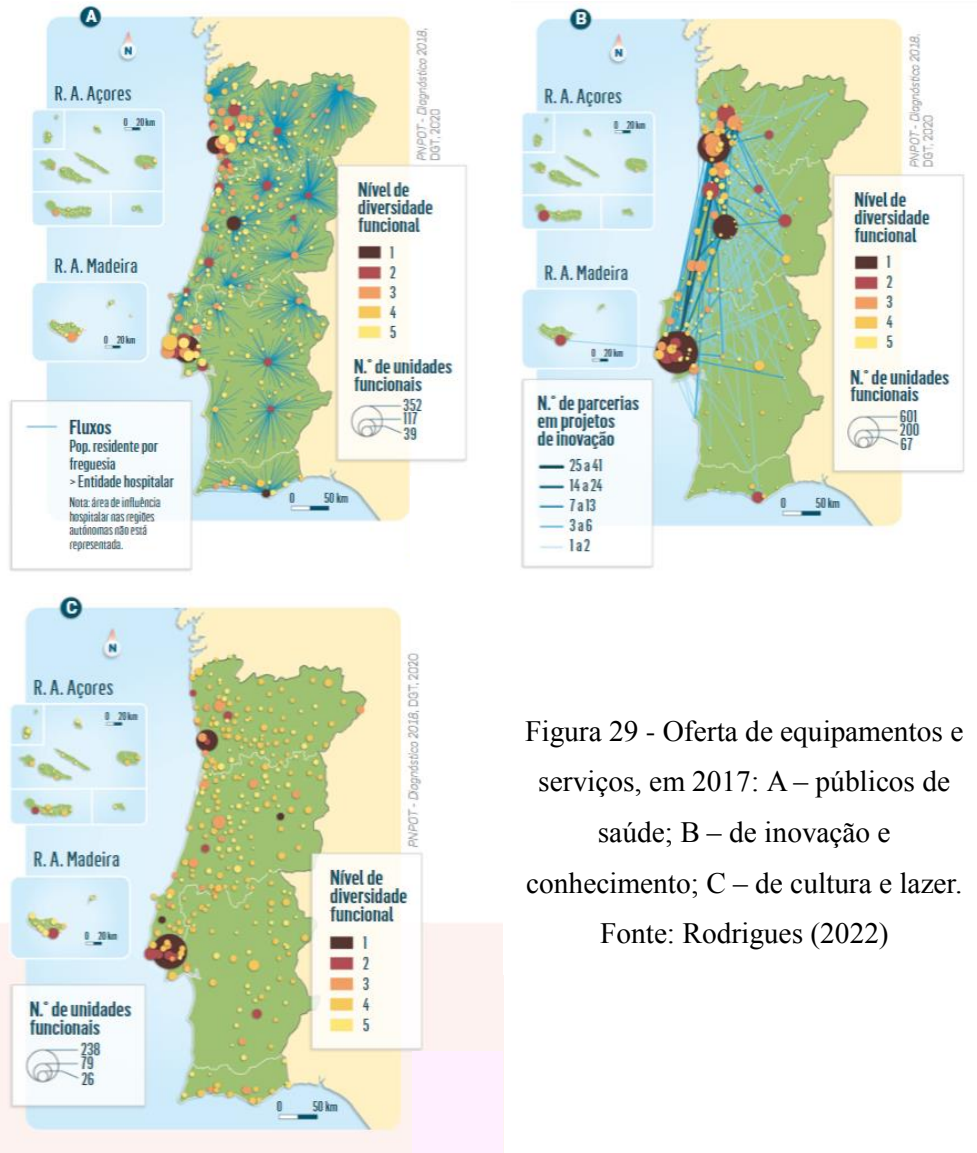 A
N
R. A. Açores
0 20 km
R. A. Madeira
0 20 km
PNPOT - Diagnóstico 2018,
DGT, 2020
Nível de
diversidade
funcional
1
2
3
4
5
N.° de unidades
funcionais
352
117
39
Fluxos
Pop. residente por
freguesia
> Entidade hospitalar
Nota: área de influência
hospitalar nas regiões
autónomas não está
representada.
0 50 km
B
N
R. A. Açores
0 20 km
R. A. Madeira
0 20 km
PNPOT - Diagnóstico 2018,
DGT, 2020
Nível de
diversidade
funcional
1
2
3
4
5
N.° de unidades
funcionais
601
200
67
N.° de parcerias
em projetos
de inovação
25 a 41
14 a 24
7 a 13
3 a 6
1 a 2
0 50 km
C
N
R. A. Açores
0 20 km
R. A. Madeira
0 20 km
PNPOT - Diagnóstico 2018, DGT, 2020
Nível de
diversidade
funcional
1
2
3
4
5
N.° de unidades
funcionais
238
79
26
0 50 km
Figura 29 - Oferta de equipamentos e
serviços, em 2017: A – públicos de
saúde; B – de inovação e
conhecimento; C – de cultura e lazer.
Fonte: Rodrigues (2022)